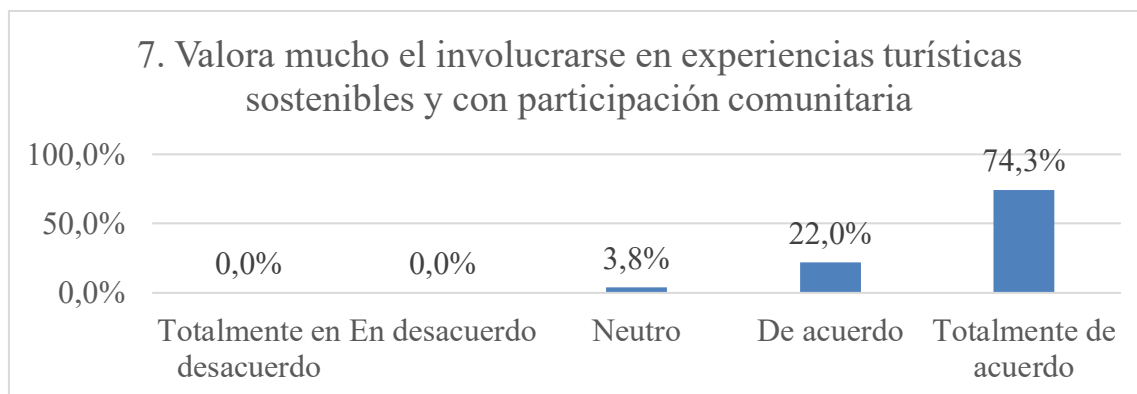 7. Valora mucho el involucrarse en experiencias turísticas
sostenibles y con participación comunitaria
100,0%
50,0%
0,0%
0,0%
0,0%
3,8%
22,0%
74,3%
Totalmente en
desacuerdo
En desacuerdo
Neutro
De acuerdo
Totalmente de
acuerdo